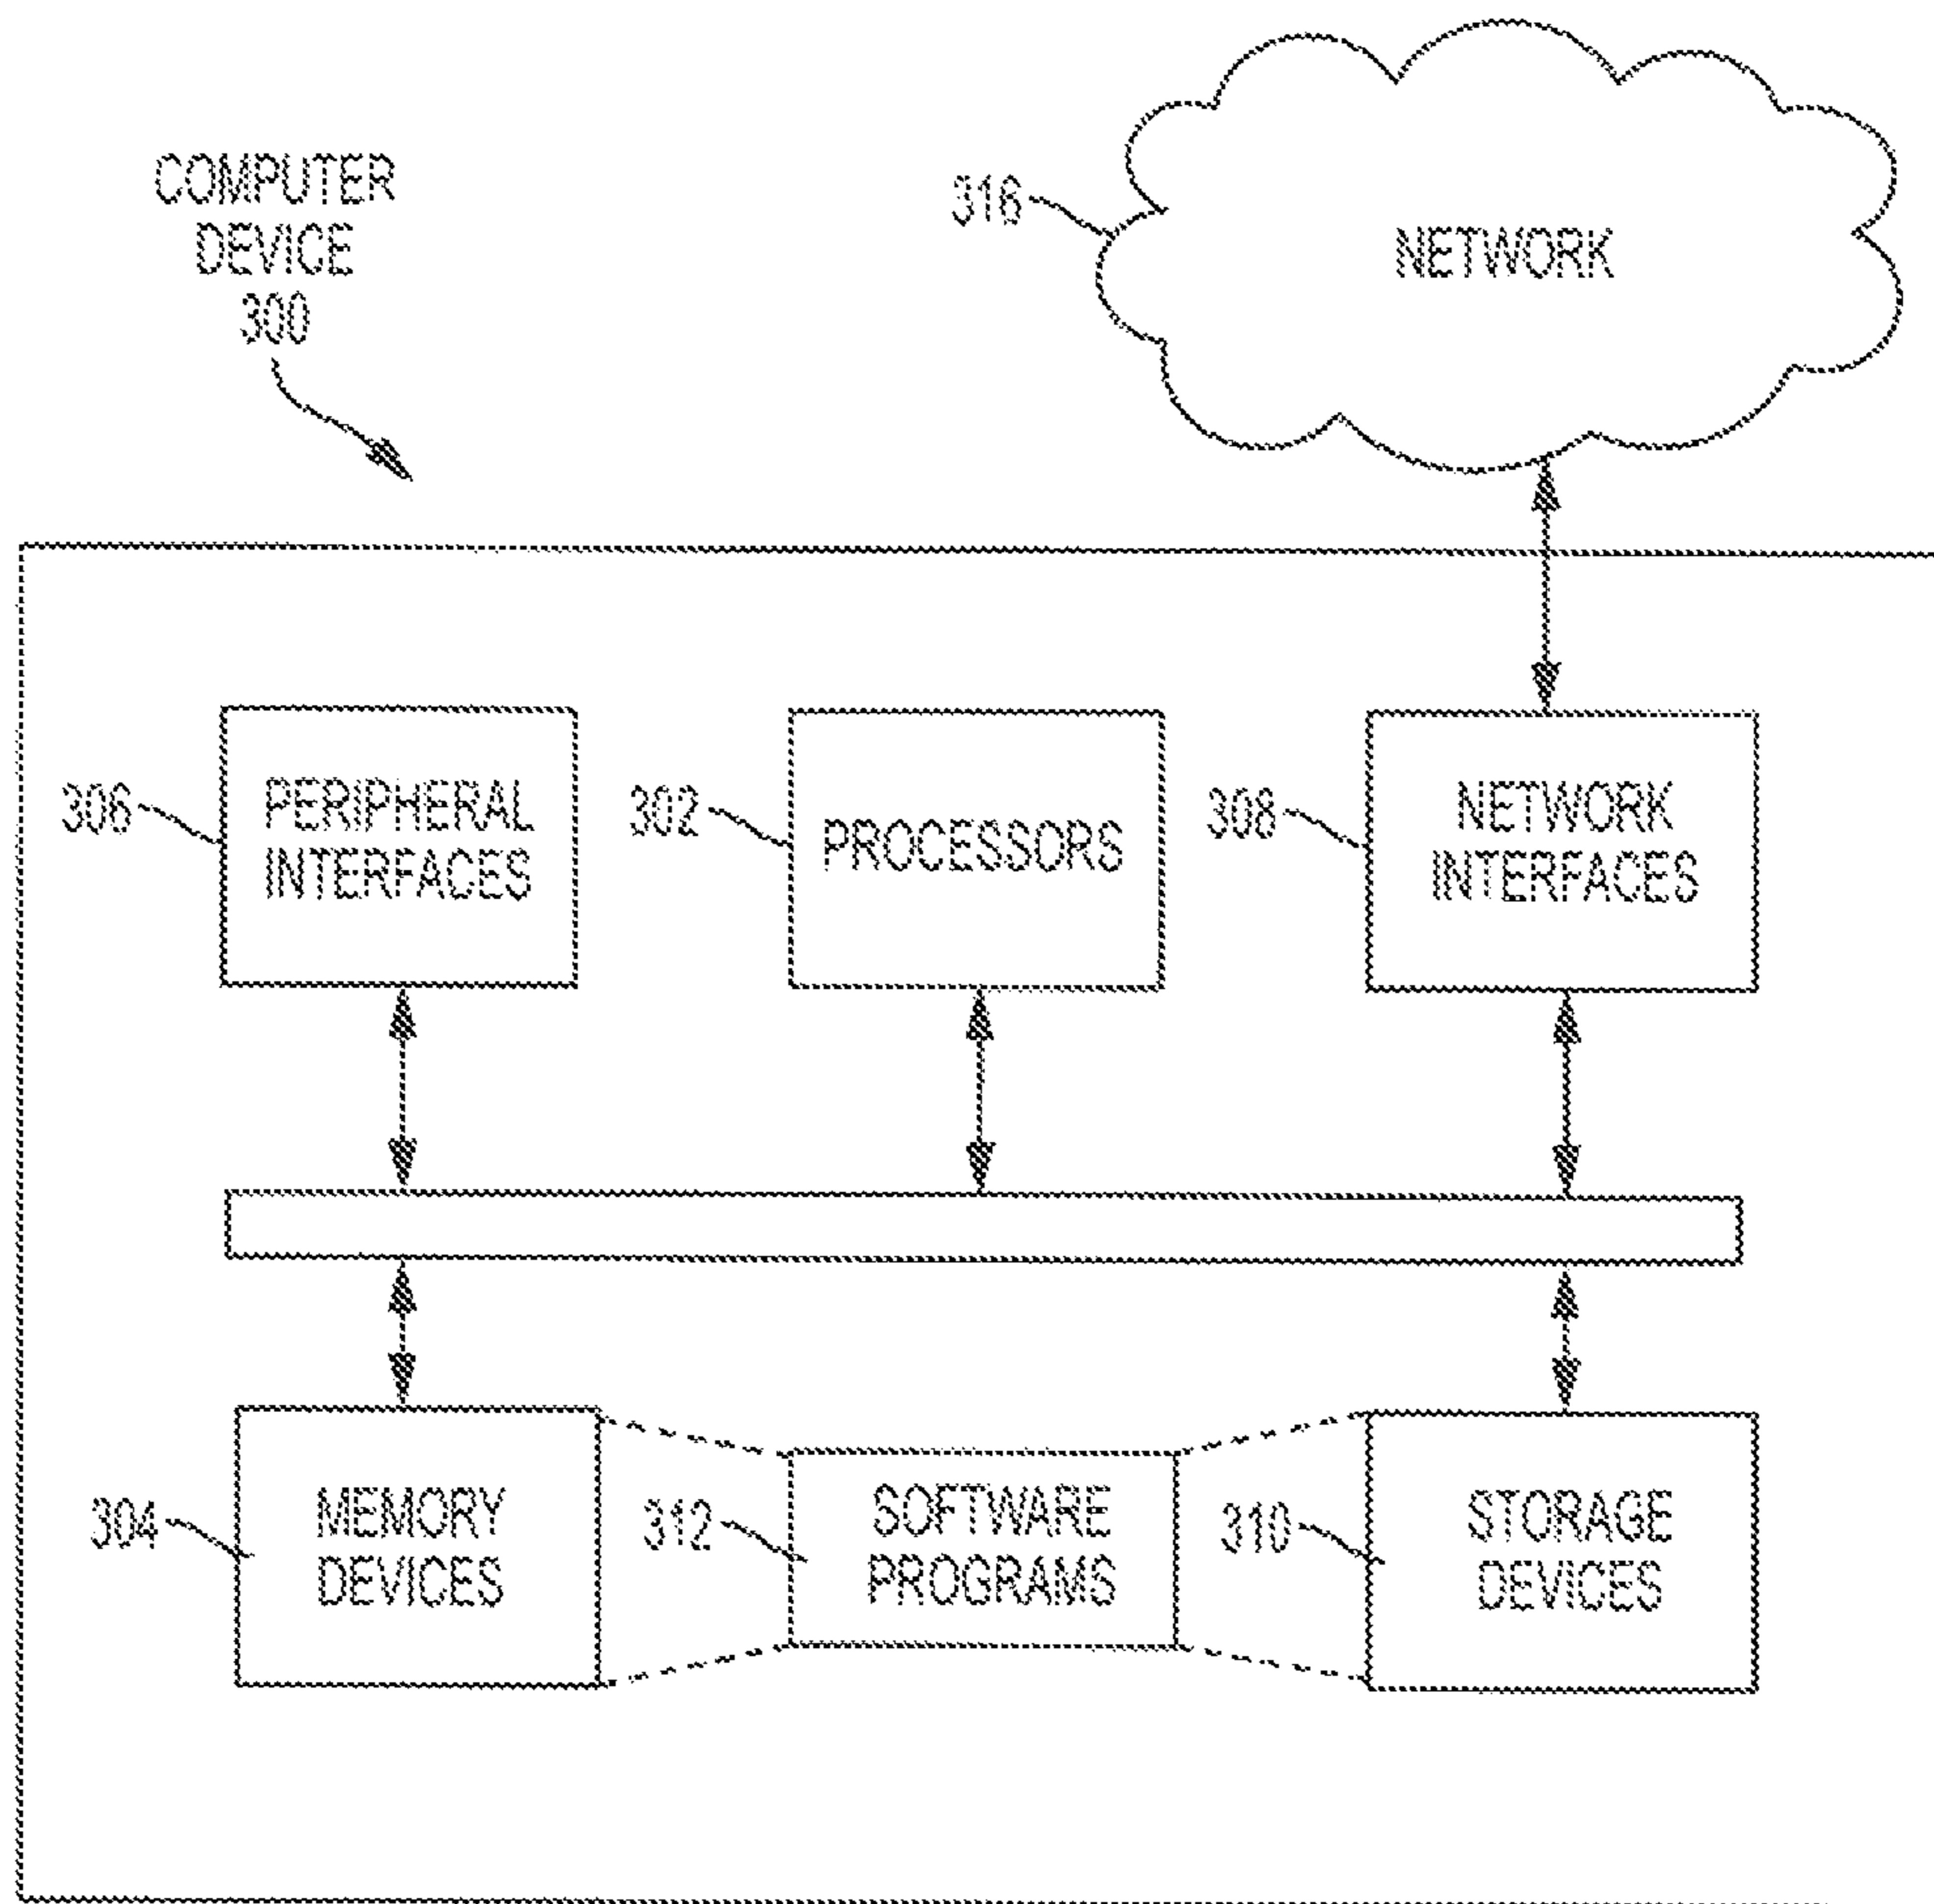 COMPUTER
DEVICE
300
316
NETWORK
306
PERIPHERAL
INTERFACES
302
PROCESSORS
308
NETWORK
INTERFACES
304
MEMORY
DEVICES
312
SOFTWARE
PROGRAMS
310
STORAGE
DEVICES